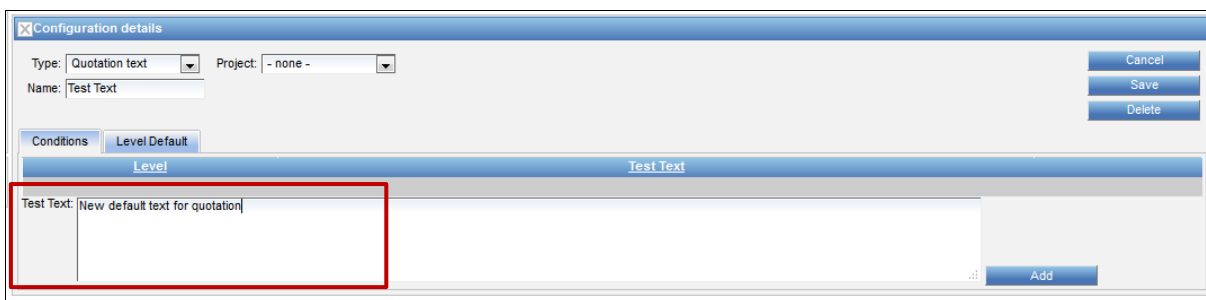 Configuration details
Type: Quotation text Project: - none - Cancel
Name: Test Text Save
Delete
Conditions Level Default
Level Test Text
Test Text: New default text for quotation
Add